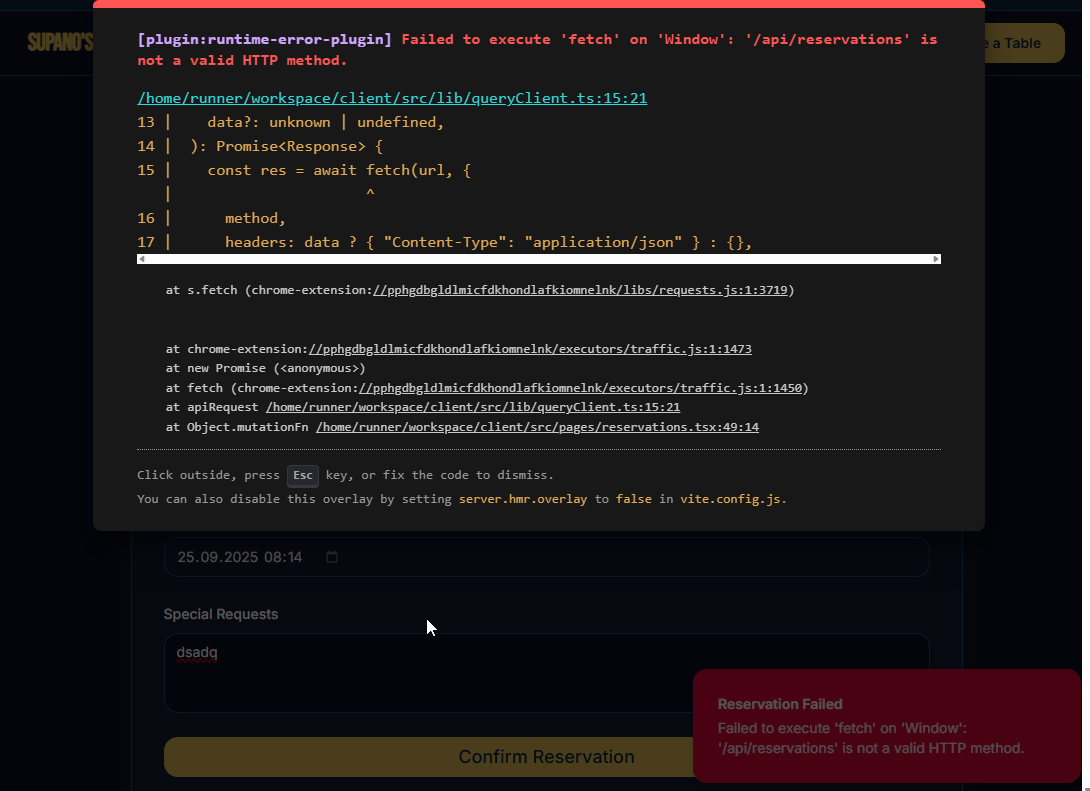 [plugin:runtime-error-plugin] Failed to execute 'fetch' on 'Window': '/api/reservations' is
not a valid HTTP method.
SUPANO'S
e a Table
/home/runner/workspace/client/src/lib/queryClient.ts:15:21
13 |    data?: unknown | undefined,
14 |  ): Promise<Response> {
15 |    const res = await fetch(url, {
   |                      ^
16 |      method,
17 |      headers: data ? { "Content-Type": "application/json" } : {},
at s.fetch (chrome-extension://pphgdbgldlmicfdkhondlafkiomnelnk/libs/requests.js:1:3719)
at chrome-extension://pphgdbgldlmicfdkhondlafkiomnelnk/executors/traffic.js:1:1473
at new Promise (<anonymous>)
at fetch (chrome-extension://pphgdbgldlmicfdkhondlafkiomnelnk/executors/traffic.js:1:1450)
at apiRequest /home/runner/workspace/client/src/lib/queryClient.ts:15:21
at Object.mutationFn /home/runner/workspace/client/src/pages/reservations.tsx:49:14
Click outside, press Esc key, or fix the code to dismiss.
You can also disable this overlay by setting server.hmr.overlay to false in vite.config.js.
25.09.2025 08:14
Special Requests
dsadq
Confirm Reservation
Reservation Failed
Failed to execute 'fetch' on 'Window':
'/api/reservations' is not a valid HTTP method.